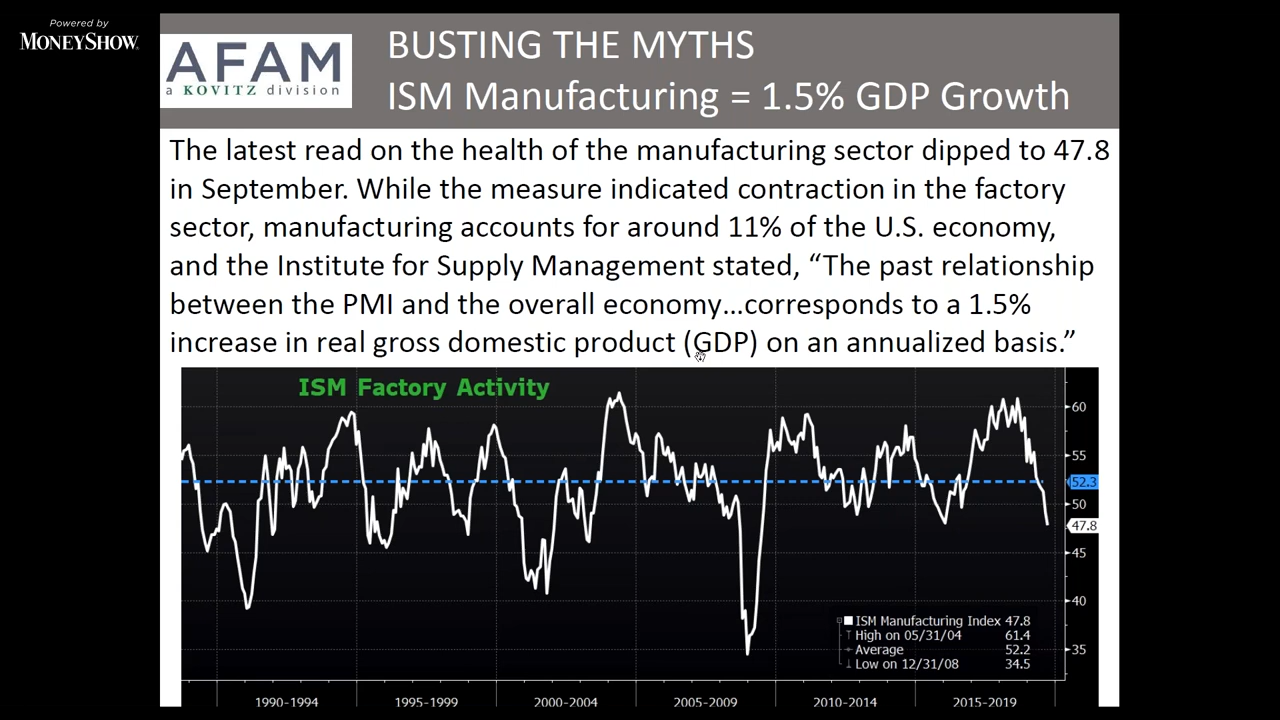 Powered by
MONEYSHOW.
AFAM
a KOVITZ division
BUSTING THE MYTHS
ISM Manufacturing = 1.5% GDP Growth
The latest read on the health of the manufacturing sector dipped to 47.8
in September. While the measure indicated contraction in the factory
sector, manufacturing accounts for around 11% of the U.S. economy,
and the Institute for Supply Management stated, “The past relationship
between the PMI and the overall economy…corresponds to a 1.5%
increase in real gross domestic product (GDP) on an annualized basis.”
ISM Factory Activity
60
55
52.3
50
47.8
45
40
35
ISM Manufacturing Index 47.8
High on 05/31/04 61.4
Average 52.2
Low on 12/31/08 34.5
1990-1994 1995-1999 2000-2004 2005-2009 2010-2014 2015-2019